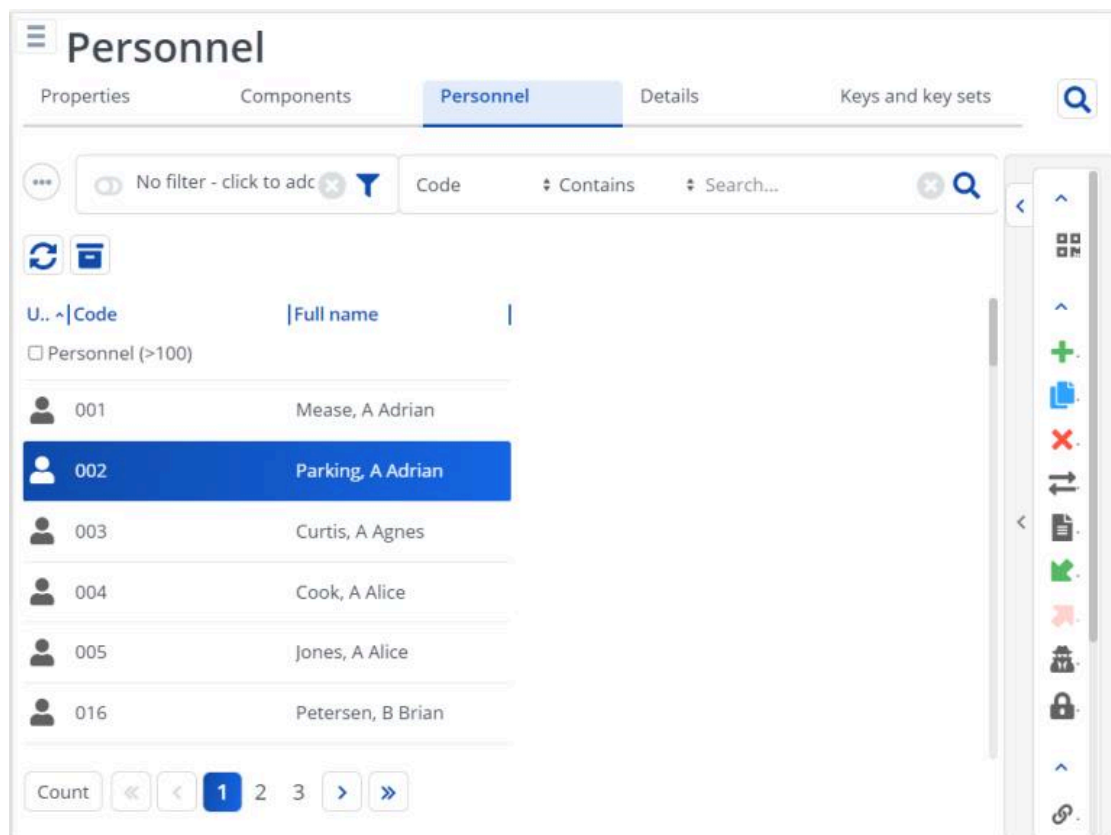 Personnel
Properties Components Personnel Details Keys and key sets
No filter - click to adc Code Contains Search...
U.. Code Full name
Personnel (>100)
001 Mease, A Adrian
002 Parking, A Adrian
003 Curtis, A Agnes
004 Cook, A Alice
005 Jones, A Alice
016 Petersen, B Brian
Count « < 1 2 3 > »